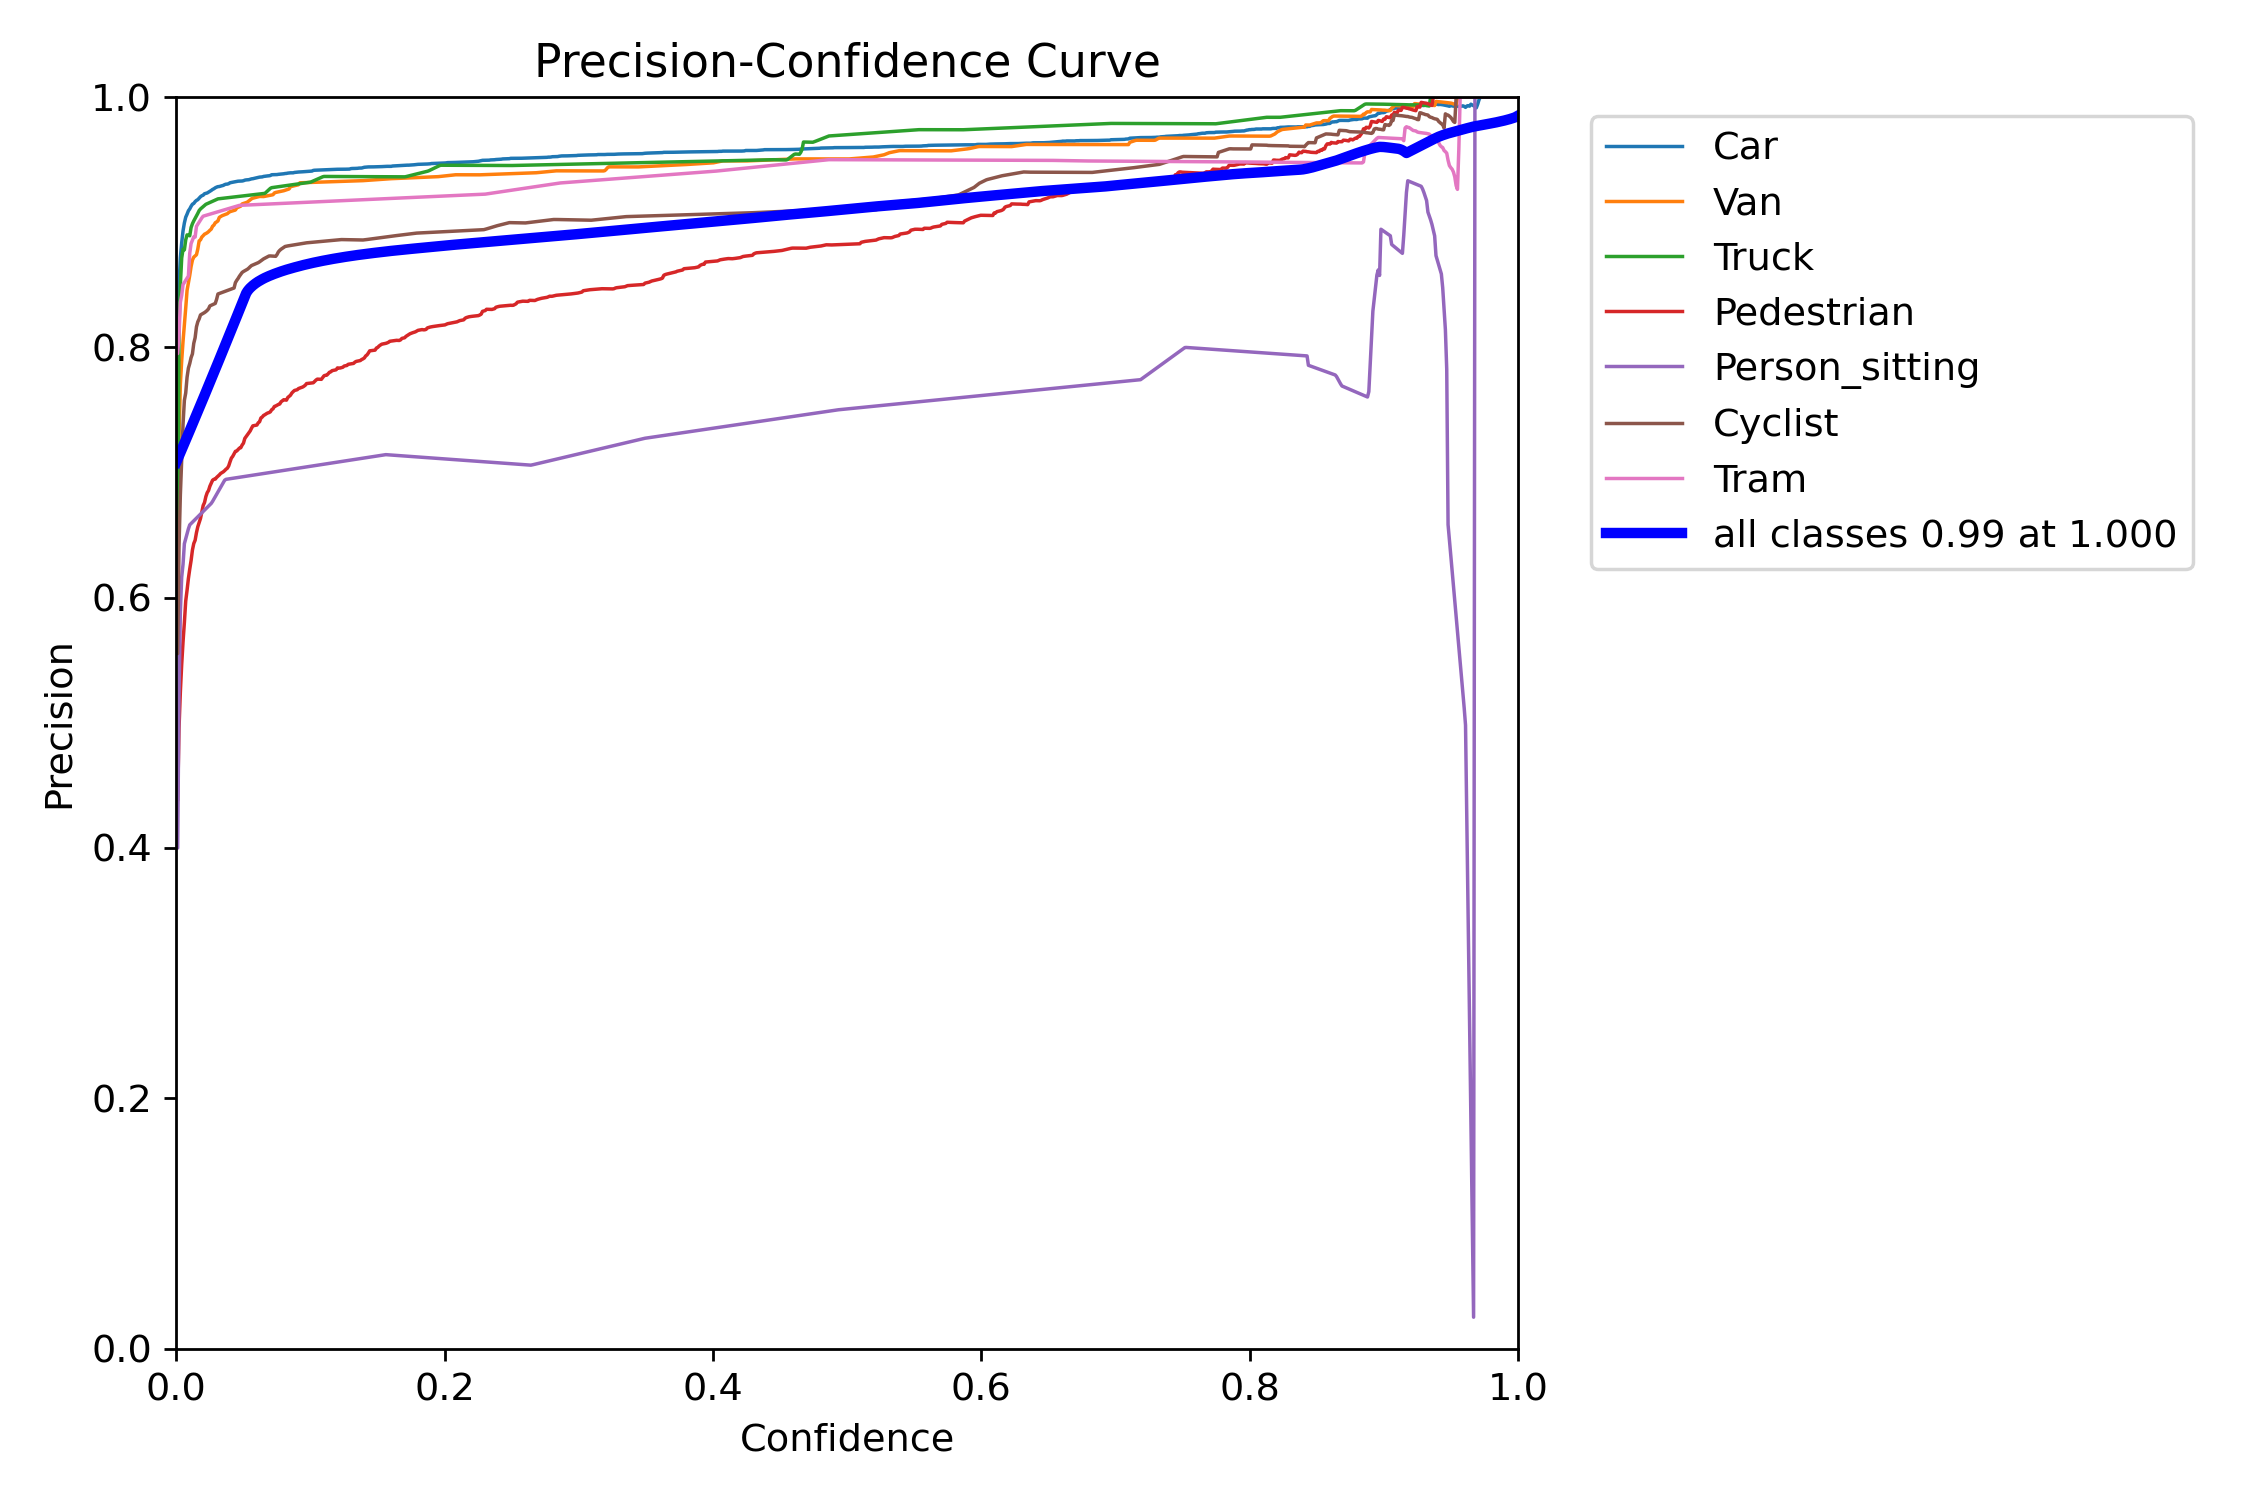 Precision-Confidence Curve
1.0
0.8
0.6
0.4
0.2
0.0
Precision
0.0 0.2 0.4 0.6 0.8 1.0
Confidence
Car
Van
Truck
Pedestrian
Person_sitting
Cyclist
Tram
all classes 0.99 at 1.000